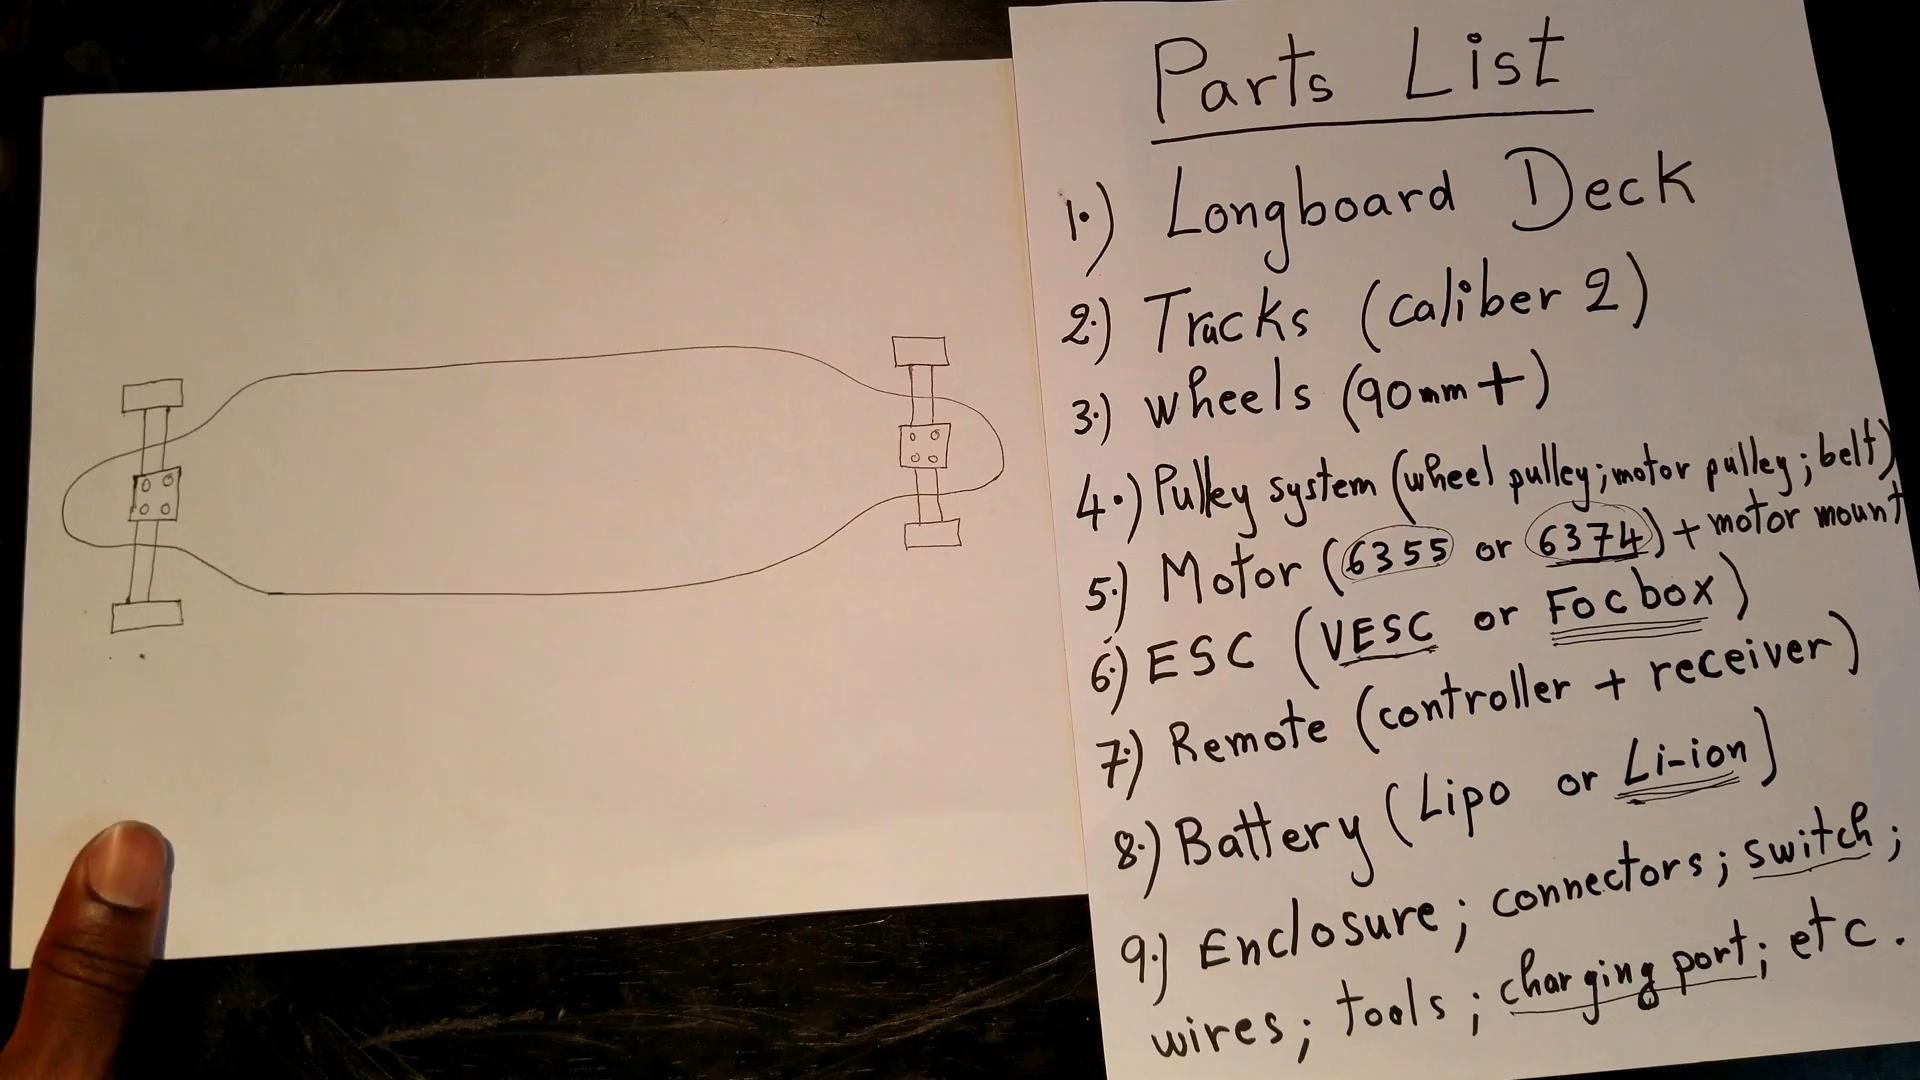 Parts List
1.) Longboard Deck
2.) Trucks (caliber 2)
3.) wheels (90mm+)
4.) Pulley system (wheel pulley; motor pulley; belt)
5.) Motor (6355 or 6374) + motor mount
6.) ESC (VESC or Focbox)
7.) Remote (controller + receiver)
8.) Battery (Lipo or Li-ion)
9.) Enclosure; connectors; switch;
wires; tools; charging port; etc.